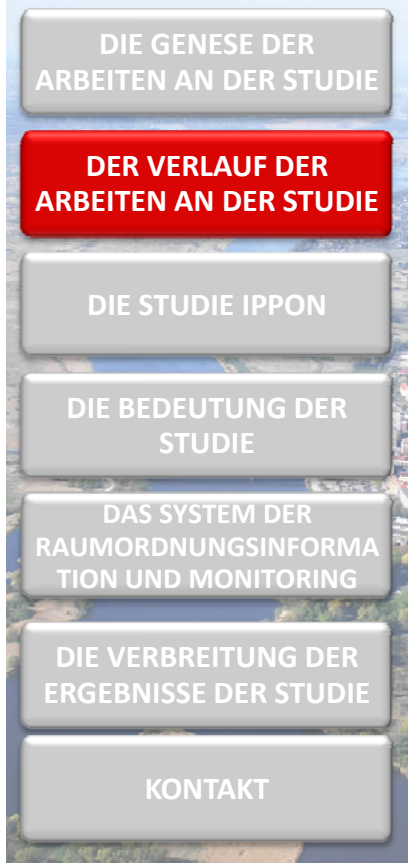 DIE GENESE DER
ARBEITEN AN DER STUDIE
DER VERLAUF DER
ARBEITEN AN DER STUDIE
DIE STUDIE IPPON
DIE BEDEUTUNG DER
STUDIE
DAS SYSTEM DER
RAUMORDNUNGSINFORMA
TION UND MONITORING
DIE VERBREITUNG DER
ERGEBNISSE DER STUDIE
KONTAKT